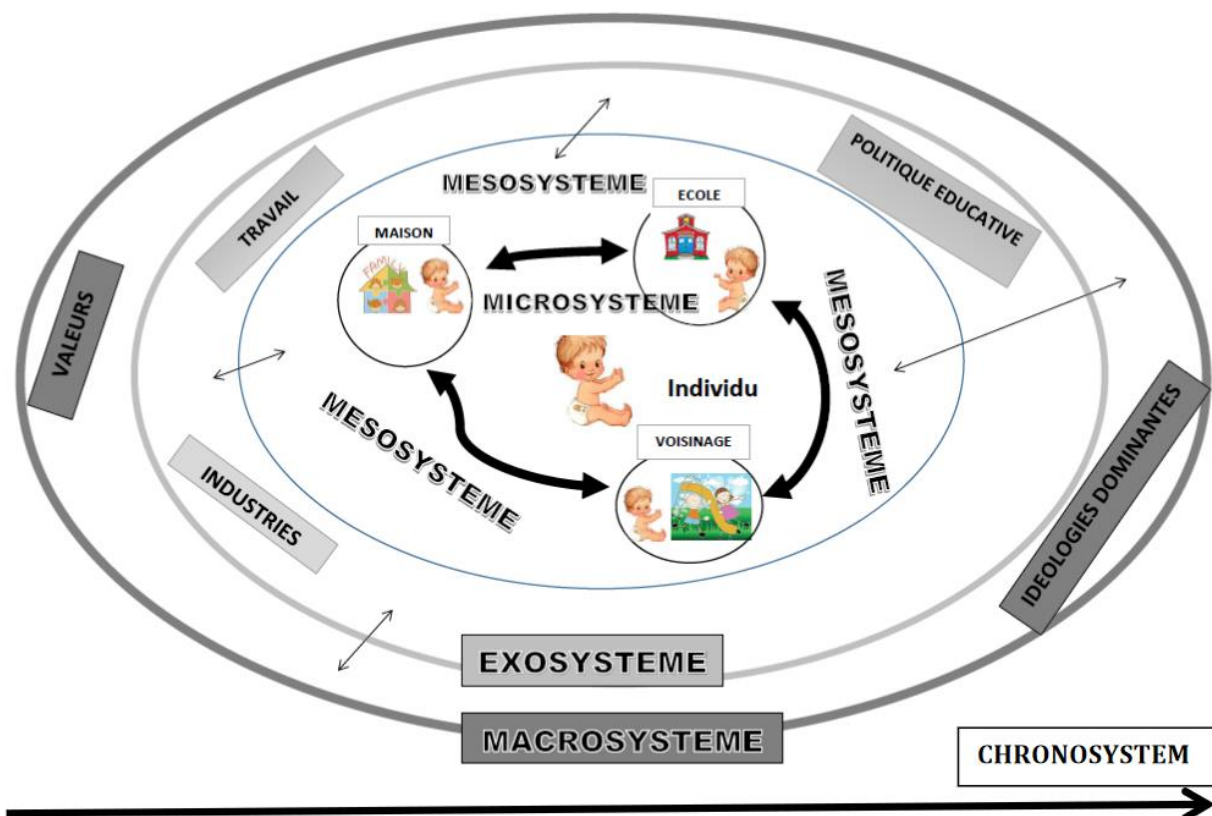 MESOSYSTEME
ECOLE
POLITIQUE EDUCATIVE
TRAVAIL
MAISON
FAMILY
MICROSYSTEME
MESOSYSTEME
VALEURS
Individu
MESOSYSTEME
VOISINAGE
INDUSTRIES
IDEOLOGIES DOMINANTES
EXOSYSTEME
MACROSYSTEME
CHRONOSYSTEM